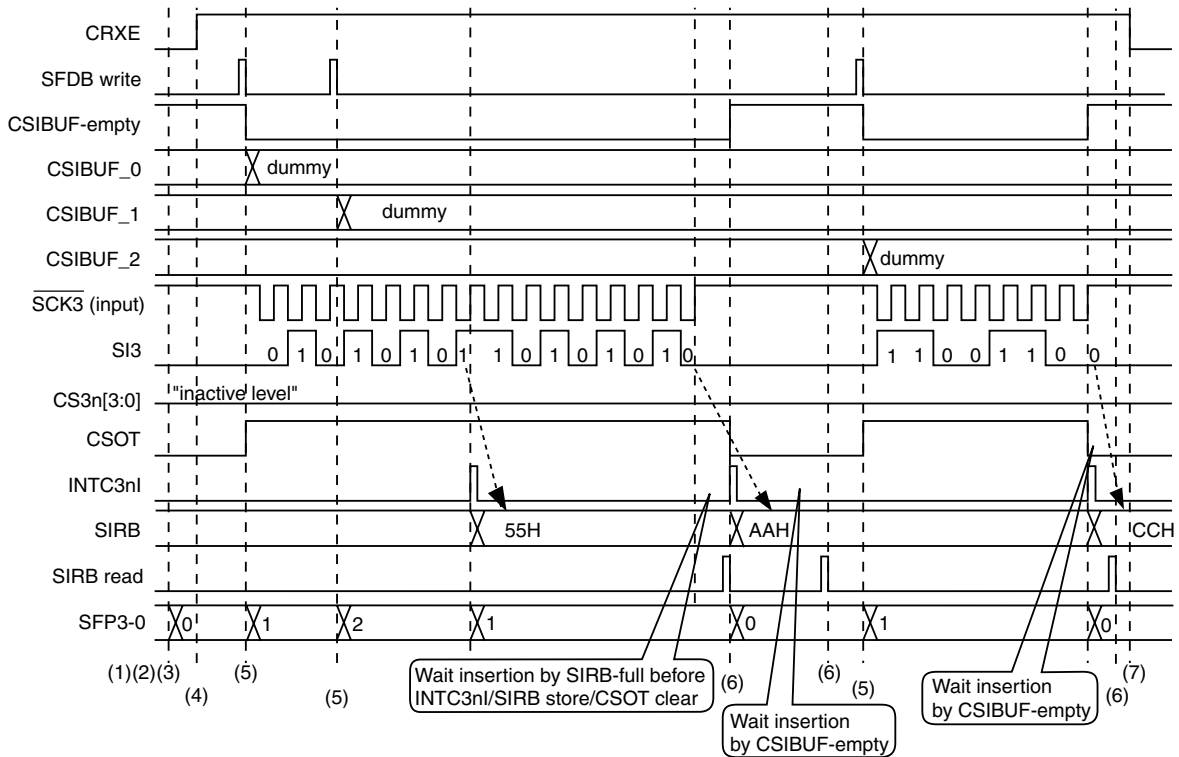 CRXE
SFDB write
CSIBUF-empty
CSIBUF_0 dummy
CSIBUF_1 dummy
CSIBUF_2 dummy
SCK3 (input)
SI3 0 1 0 1 0 1 0 1 1 0 1 0 1 0 1 0 1 1 0 0 1 1 0 0
CS3n[3:0] "inactive level"
CSOT
INTC3nI
SIRB 55H AAH CCH
SIRB read
SFP3-0 0 1 2 1 0 1 0
(1)(2)(3) (4) (5) (5) (6) (6) (5) (6) (7)
Wait insertion by SIRB-full before
INTC3nI/SIRB store/CSOT clear
Wait insertion
by CSIBUF-empty
Wait insertion
by CSIBUF-empty